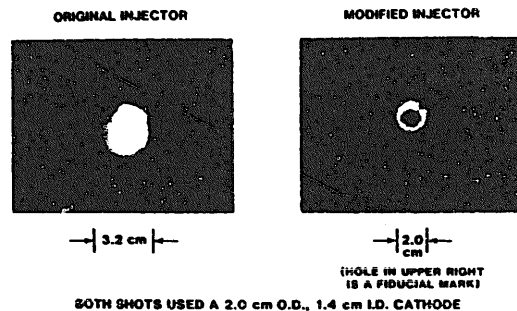 ORIGINAL INJECTOR
MODIFIED INJECTOR
3.2 cm
2.0
cm
(HOLE IN UPPER RIGHT
IS A FIDUCIAL MARK)
BOTH SHOTS USED A 2.0 cm O.D., 1.4 cm I.D. CATHODE